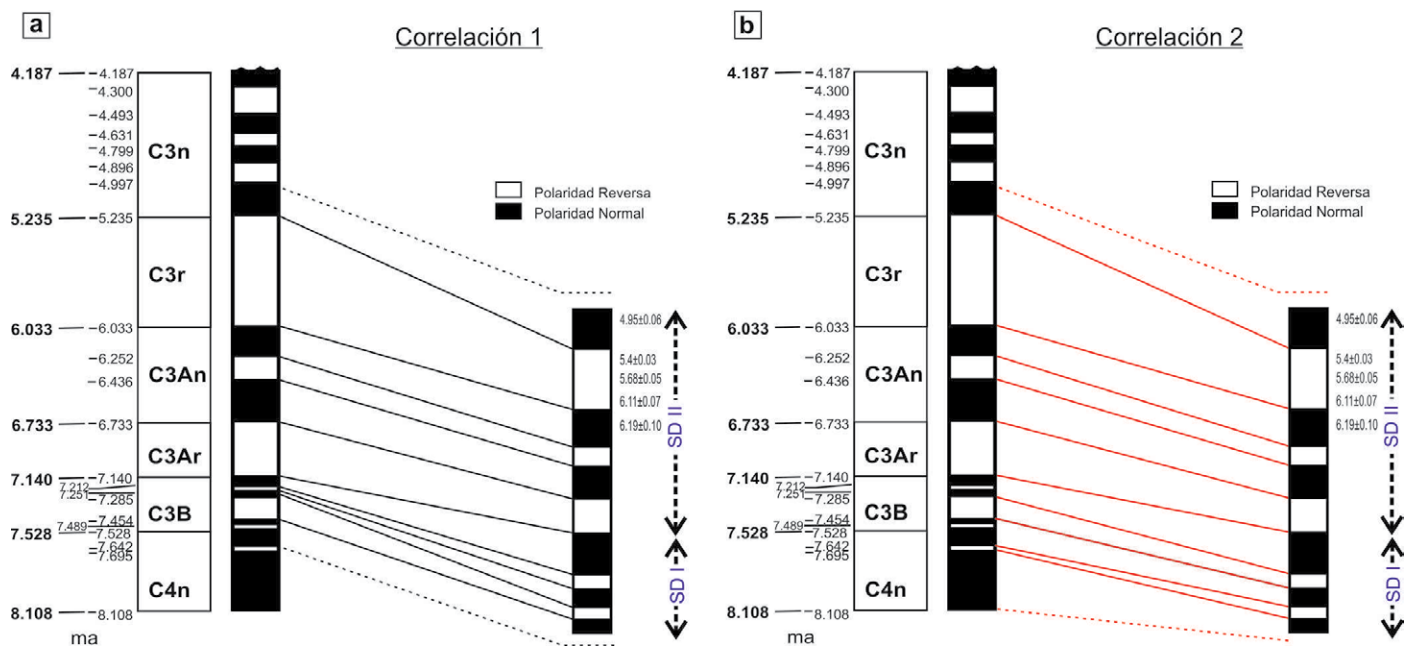 a
Correlación 1
4.187
4.187
4.300
4.493
4.631
4.799
4.896
4.997
5.235
5.235
6.033
6.033
6.252
6.436
6.733
6.733
7.140
7.140
7.212
7.251
7.285
7.454
7.489
7.528
7.528
7.642
7.695
8.108
8.108
ma
C3n
C3r
C3An
C3Ar
C3B
C4n
Polaridad Reversa
Polaridad Normal
4.95±0.06
5.4±0.03
5.68±0.05
6.11±0.07
6.19±0.10
SD II
SD I
b
Correlación 2
4.187
4.187
4.300
4.493
4.631
4.799
4.896
4.997
5.235
5.235
6.033
6.033
6.252
6.436
6.733
6.733
7.140
7.140
7.212
7.251
7.285
7.454
7.489
7.528
7.528
7.642
7.695
8.108
8.108
ma
C3n
C3r
C3An
C3Ar
C3B
C4n
Polaridad Reversa
Polaridad Normal
4.95±0.06
5.4±0.03
5.68±0.05
6.11±0.07
6.19±0.10
SD II
SD I